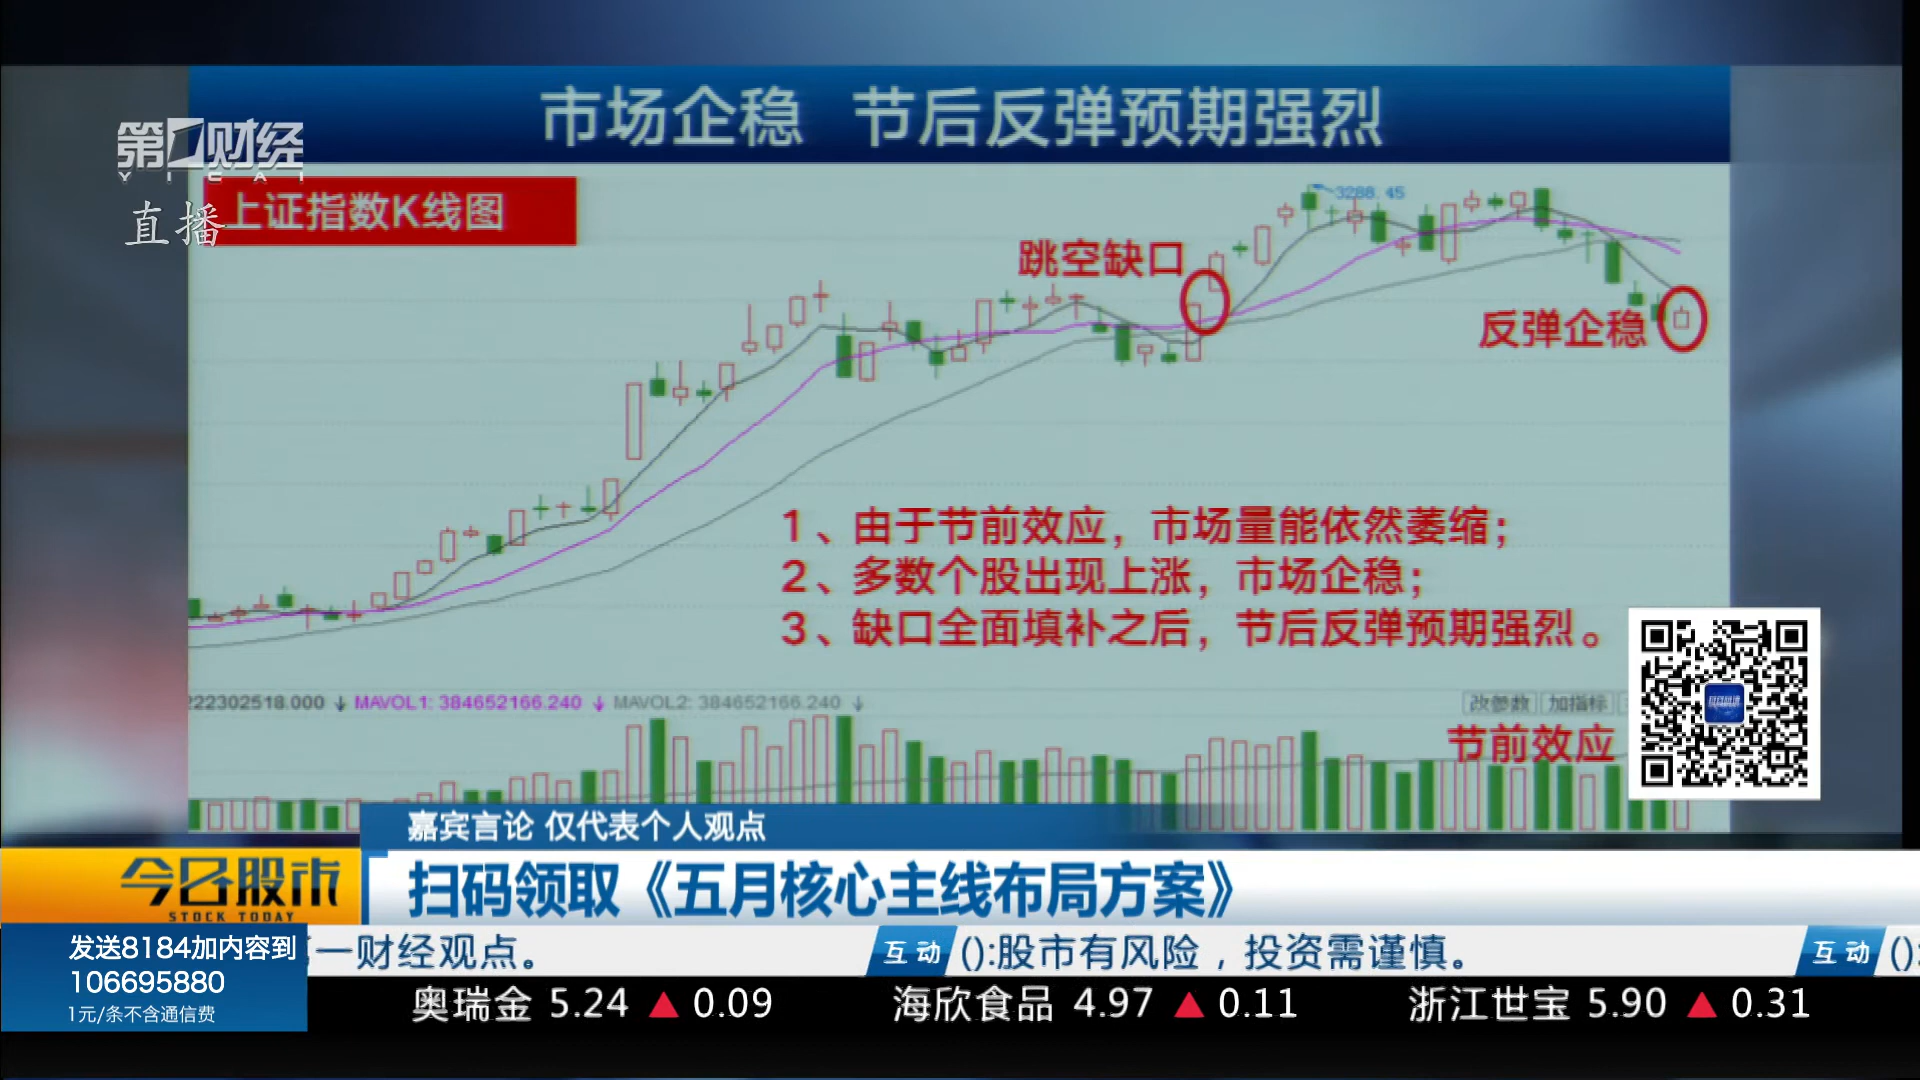 市场企稳 节后反弹预期强烈
第一财经
YICAI
直播
上证指数K线图
3288.45
跳空缺口
反弹企稳
1、由于节前效应，市场量能依然萎缩；
2、多数个股出现上涨，市场企稳；
3、缺口全面填补之后，节后反弹预期强烈。
222302518.000 ↓ MAVOL1: 384652166.240 ↓ MAVOL2: 384652166.240 ↓
改参数 加指标
节前效应
嘉宾言论 仅代表个人观点
今日股市
STOCK TODAY
扫码领取《五月核心主线布局方案》
发送8184加内容到
106695880
1元/条不含通信费
一财经观点。 互动 ():股市有风险，投资需谨慎。 互动 ():
奥瑞金 5.24 ▲ 0.09 海欣食品 4.97 ▲ 0.11 浙江世宝 5.90 ▲ 0.31